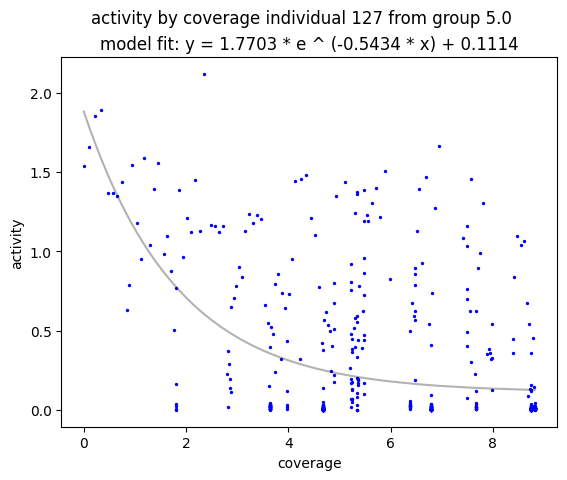 activity by coverage individual 127 from group 5.0
model fit: y = 1.7703 * e ^ (-0.5434 * x) + 0.1114
2.0
1.5
1.0
0.5
0.0
activity
0 2 4 6 8
coverage